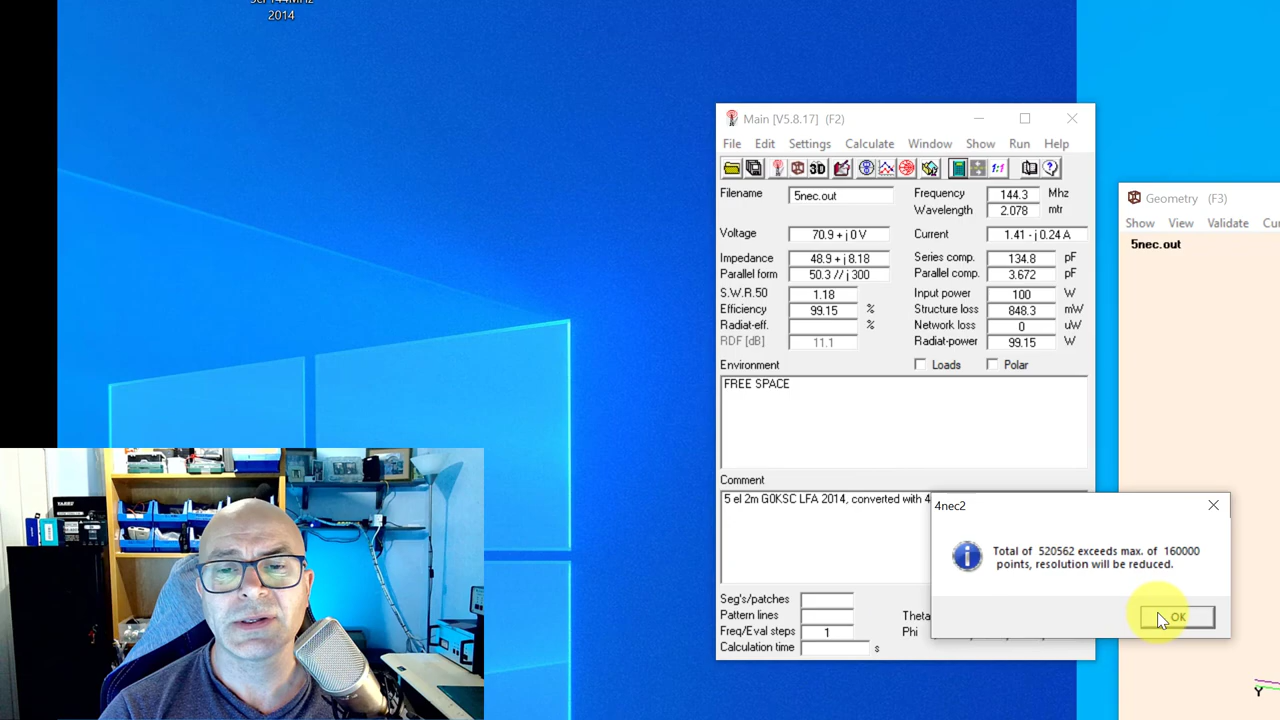 2014
Main [V5.8.17] (F2)
File Edit Settings Calculate Window Show Run Help
3D 1:1
Filename 5nec.out Frequency 144.3 Mhz
Wavelength 2.078 mtr
Voltage 70.9 + j 0 V Current 1.41 - j 0.24 A
Impedance 48.9 + j 8.18 Series comp. 134.8 pF
Parallel form 50.3 // j 300 Parallel comp. 3.672 pF
S.W.R.50 1.18 Input power 100 W
Efficiency 99.15 % Structure loss 848.3 mW
Radiat-eff. % Network loss 0 uW
RDF [dB] 11.1 Radiat-power 99.15 W
Environment Loads Polar
FREE SPACE
Comment
5 el 2m G0KSC LFA 2014, converted with 4
Seg's/patches
Pattern lines Theta
Freq/Eval steps 1 Phi
Calculation time s
Geometry (F3)
Show View Validate
5nec.out
4nec2
Total of 520562 exceeds max. of 160000
points, resolution will be reduced.
OK
Y
YAESU